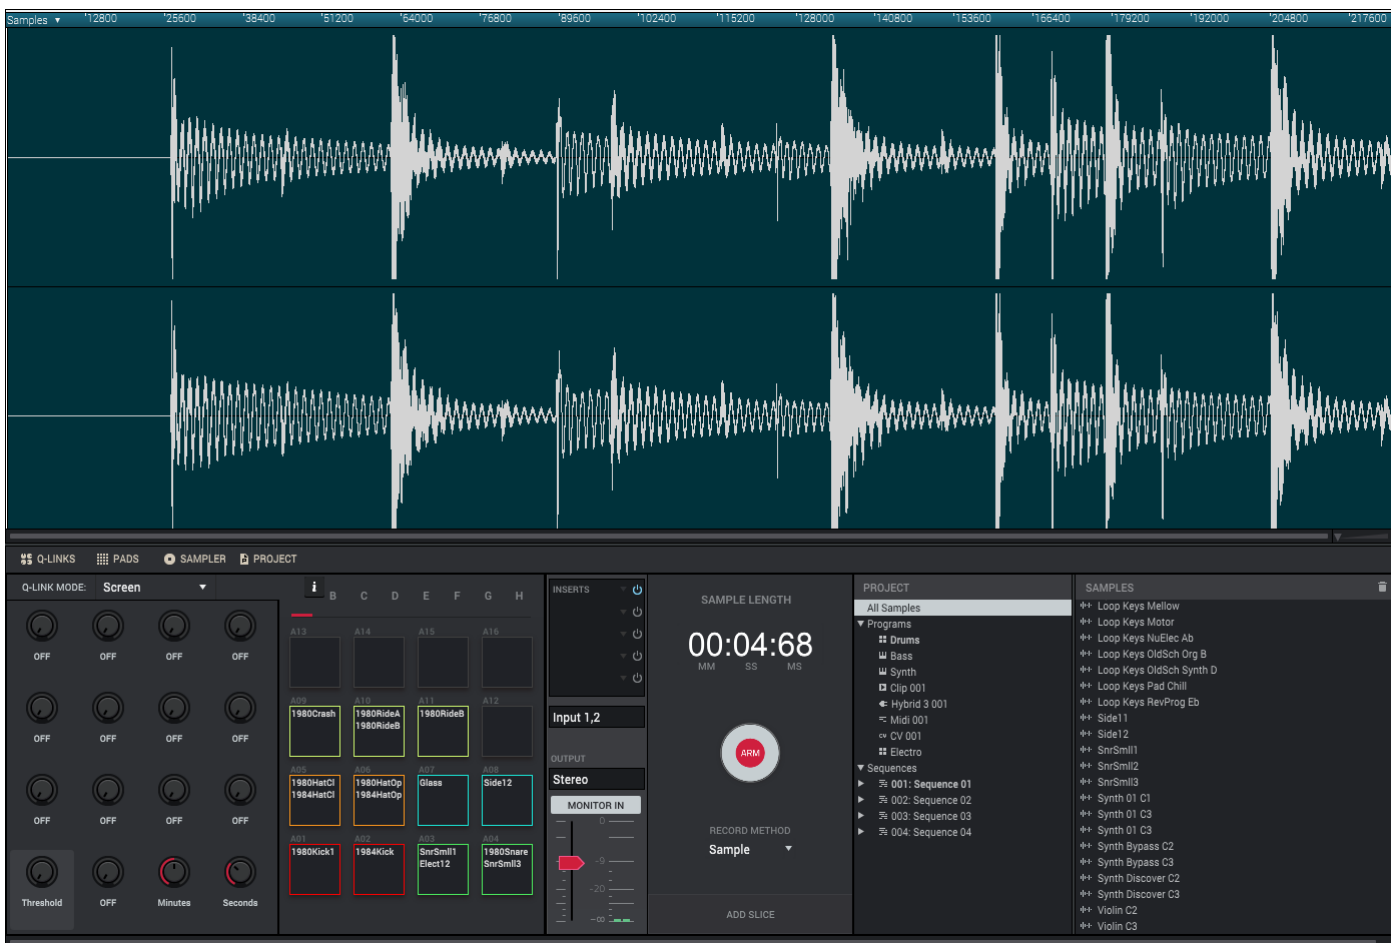 Samples ▾ 12800 25600 38400 51200 64000 76800 89600 102400 115200 128000 140800 153600 166400 179200 192000 204800 217600
Q-LINKS PADS SAMPLER PROJECT
Q-LINK MODE: Screen
OFF OFF OFF OFF
OFF OFF OFF OFF
OFF OFF OFF OFF
Threshold OFF Minutes Seconds
i B C D E F G H
A13 A14 A15 A16
A09 A10 A11 A12
1980Crash 1980RideA 1980RideB
1980RideB
A05 A06 A07 A08
1980HatCl 1980HatOp Glass Side12
1984HatCl 1984HatOp
A01 A02 A03 A04
1980Kick1 1984Kick SnrSmll1 1980Snare
Elect12 SnrSmll3
INSERTS
Input 1,2
OUTPUT
Stereo
MONITOR IN
0
-9
-20
-∞
SAMPLE LENGTH
00:04:68
MM SS MS
ARM
RECORD METHOD
Sample
ADD SLICE
PROJECT
All Samples
Programs
Drums
Bass
Synth
Clip 001
Hybrid 3 001
Midi 001
CV CV 001
Electro
Sequences
001: Sequence 01
002: Sequence 02
003: Sequence 03
004: Sequence 04
SAMPLES
Loop Keys Mellow
Loop Keys Motor
Loop Keys NuElec Ab
Loop Keys OldSch Org B
Loop Keys OldSch Synth D
Loop Keys Pad Chill
Loop Keys RevProg Eb
Side11
Side12
SnrSmll1
SnrSmll2
SnrSmll3
Synth 01 C1
Synth 01 C3
Synth 01 C3
Synth Bypass C2
Synth Bypass C3
Synth Discover C2
Synth Discover C3
Violin C2
Violin C3